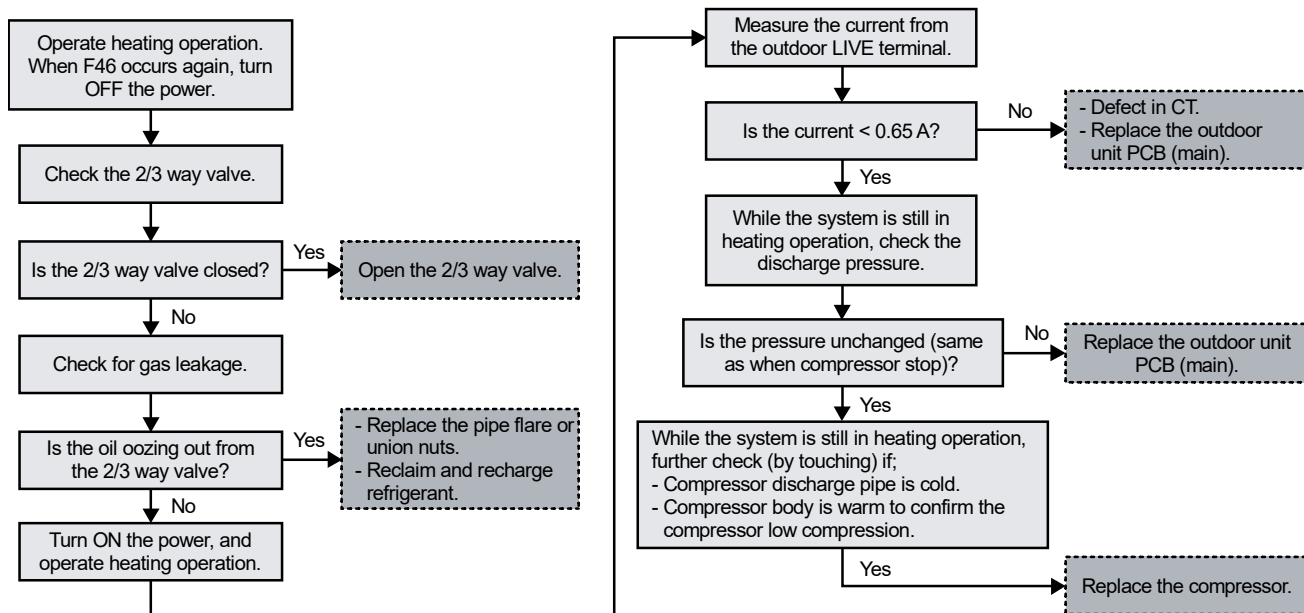 Operate heating operation.
When F46 occurs again, turn
OFF the power.
Check the 2/3 way valve.
Is the 2/3 way valve closed?
Yes
Open the 2/3 way valve.
No
Check for gas leakage.
Is the oil oozing out from
the 2/3 way valve?
Yes
- Replace the pipe flare or
union nuts.
- Reclaim and recharge
refrigerant.
No
Turn ON the power, and
operate heating operation.
Measure the current from
the outdoor LIVE terminal.
Is the current < 0.65 A?
No
- Defect in CT.
- Replace the outdoor
unit PCB (main).
Yes
While the system is still in
heating operation, check the
discharge pressure.
Is the pressure unchanged (same
as when compressor stop)?
No
Replace the outdoor unit
PCB (main).
Yes
While the system is still in heating operation,
further check (by touching) if;
- Compressor discharge pipe is cold.
- Compressor body is warm to confirm the
compressor low compression.
Yes
Replace the compressor.